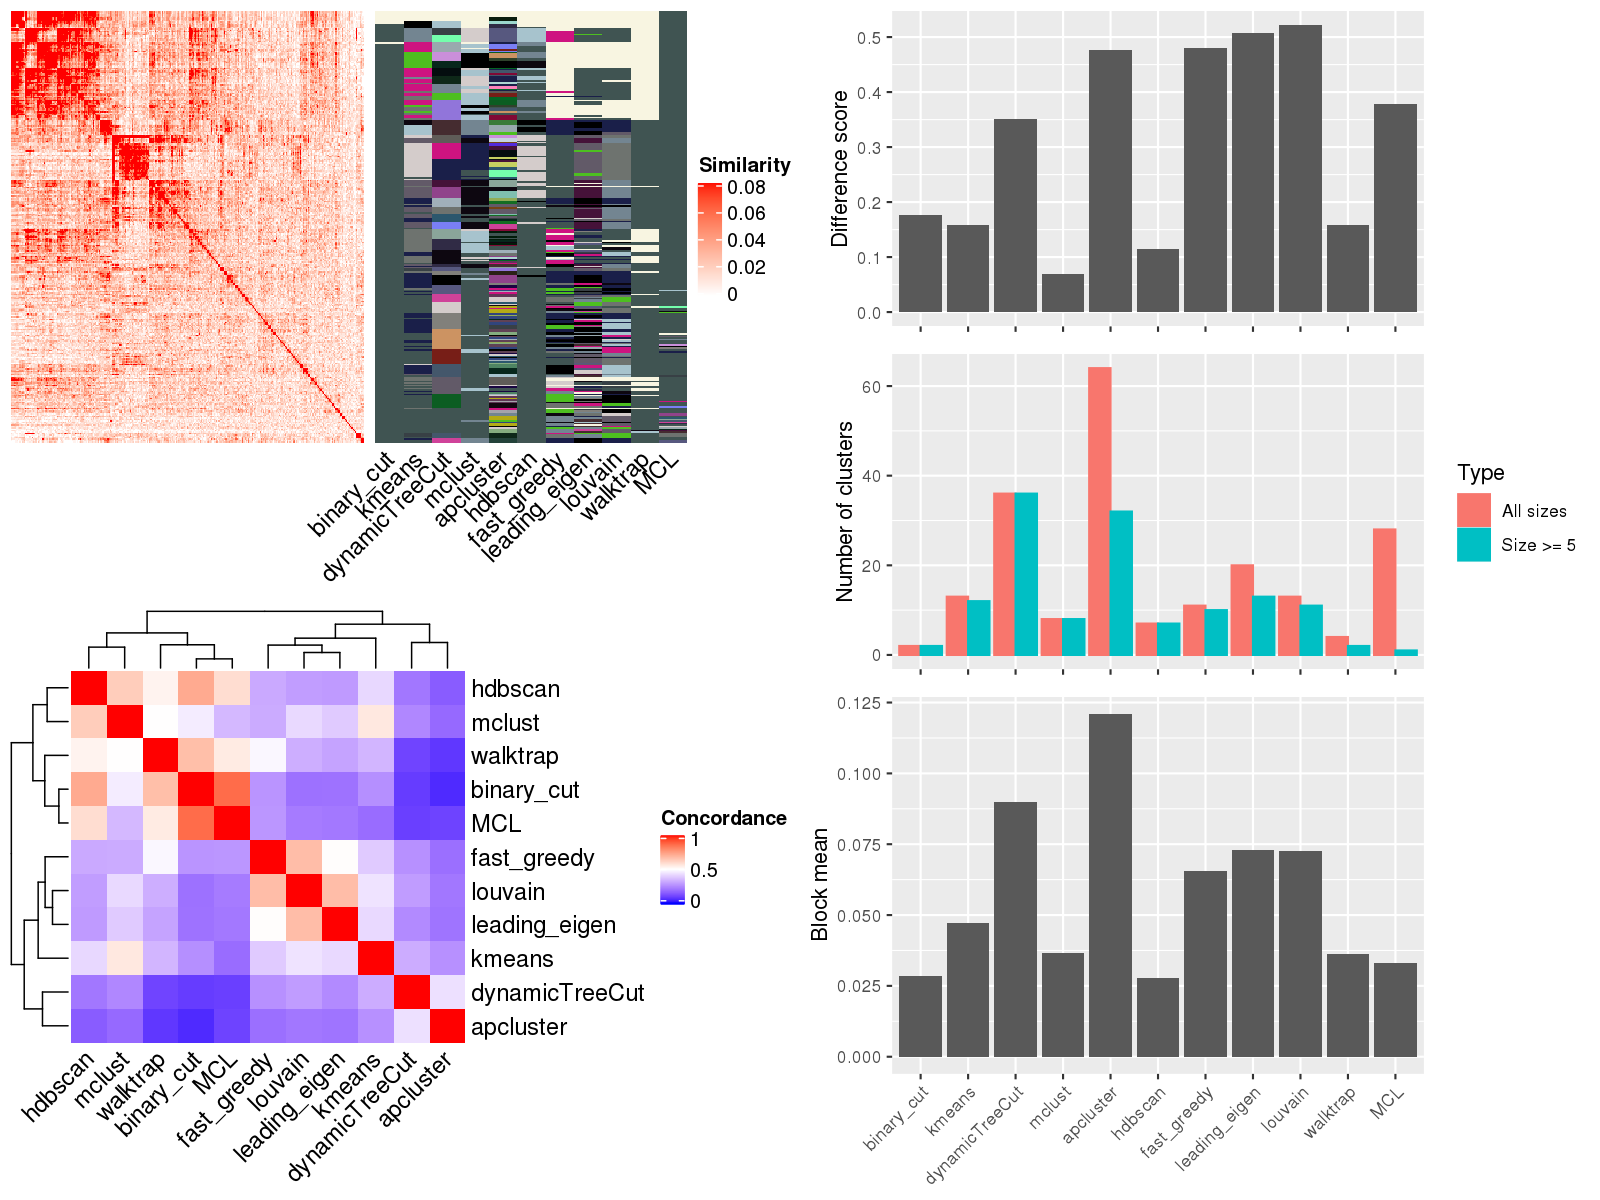 Similarity
0.08
0.06
0.04
0.02
0
binary_cut
kmeans
dynamicTreeCut
mclust
apcluster
hdbscan
fast_greedy
leading_eigen
louvain
walktrap
MCL
hdbscan
mclust
walktrap
binary_cut
MCL
fast_greedy
louvain
leading_eigen
kmeans
dynamicTreeCut
apcluster
Concordance
1
0.5
0
hdbscan
mclust
walktrap
binary_cut
MCL
fast_greedy
louvain
leading_eigen
kmeans
dynamicTreeCut
apcluster
Difference score
0.5
0.4
0.3
0.2
0.1
0.0
Number of clusters
60
40
20
0
Type
All sizes
Size >= 5
Block mean
0.125
0.100
0.075
0.050
0.025
0.000
binary_cut
kmeans
dynamicTreeCut
mclust
apcluster
hdbscan
fast_greedy
leading_eigen
louvain
walktrap
MCL